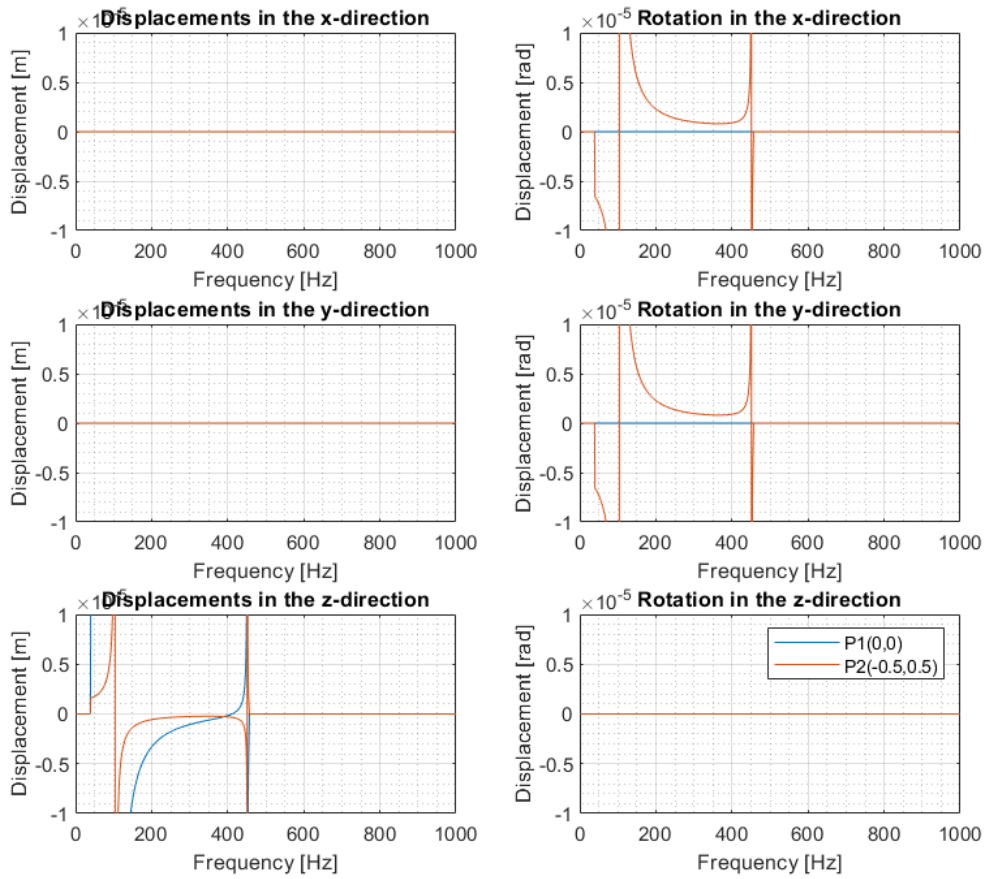 ×10^-5 Displacements in the x-direction
1
0.5
0
-0.5
-1
Displacement [m]
0 200 400 600 800 1000
Frequency [Hz]
×10^-5 Rotation in the x-direction
1
0.5
0
-0.5
-1
Displacement [rad]
0 200 400 600 800 1000
Frequency [Hz]
×10^-5 Displacements in the y-direction
1
0.5
0
-0.5
-1
Displacement [m]
0 200 400 600 800 1000
Frequency [Hz]
×10^-5 Rotation in the y-direction
1
0.5
0
-0.5
-1
Displacement [rad]
0 200 400 600 800 1000
Frequency [Hz]
×10^-5 Displacements in the z-direction
1
0.5
0
-0.5
-1
Displacement [m]
0 200 400 600 800 1000
Frequency [Hz]
×10^-5 Rotation in the z-direction
1
0.5
0
-0.5
-1
Displacement [rad]
P1(0,0)
P2(-0.5,0.5)
0 200 400 600 800 1000
Frequency [Hz]